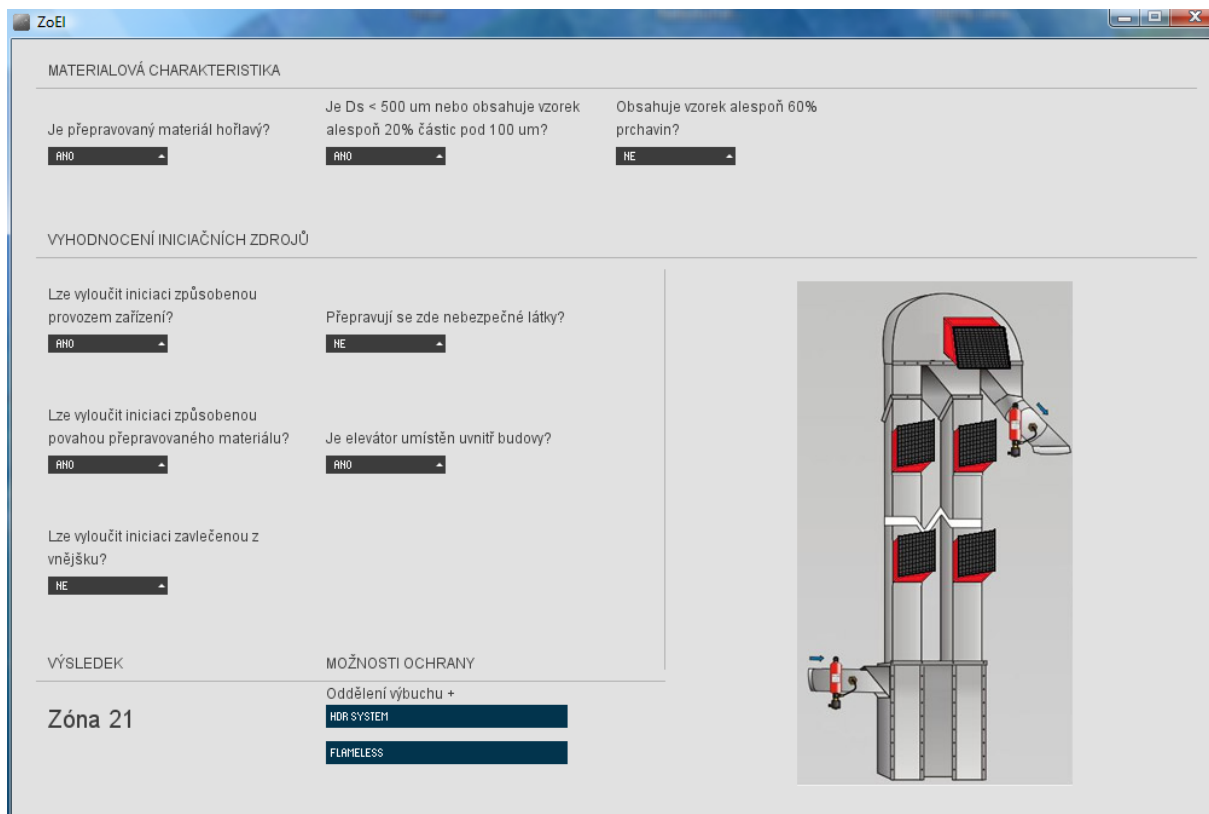 ZoEl
MATERIALOVÁ CHARAKTERISTIKA
Je přepravovaný materiál hořlavý?
ANO
Je Ds < 500 um nebo obsahuje vzorek
alespoň 20% částic pod 100 um?
ANO
Obsahuje vzorek alespoň 60%
prchavin?
NE
VYHODNOCENÍ INICIAČNÍCH ZDROJŮ
Lze vyloučit iniciaci způsobenou
provozem zařízení?
ANO
Přepravují se zde nebezpečné látky?
NE
Lze vyloučit iniciaci způsobenou
povahou přepravovaného materiálu?
ANO
Je elevátor umístěn uvnitř budovy?
ANO
Lze vyloučit iniciaci zavlečenou z
vnějšku?
NE
VÝSLEDEK
Zóna 21
MOŽNOSTI OCHRANY
Oddělení výbuchu +
HDR SYSTEM
FLAMELESS